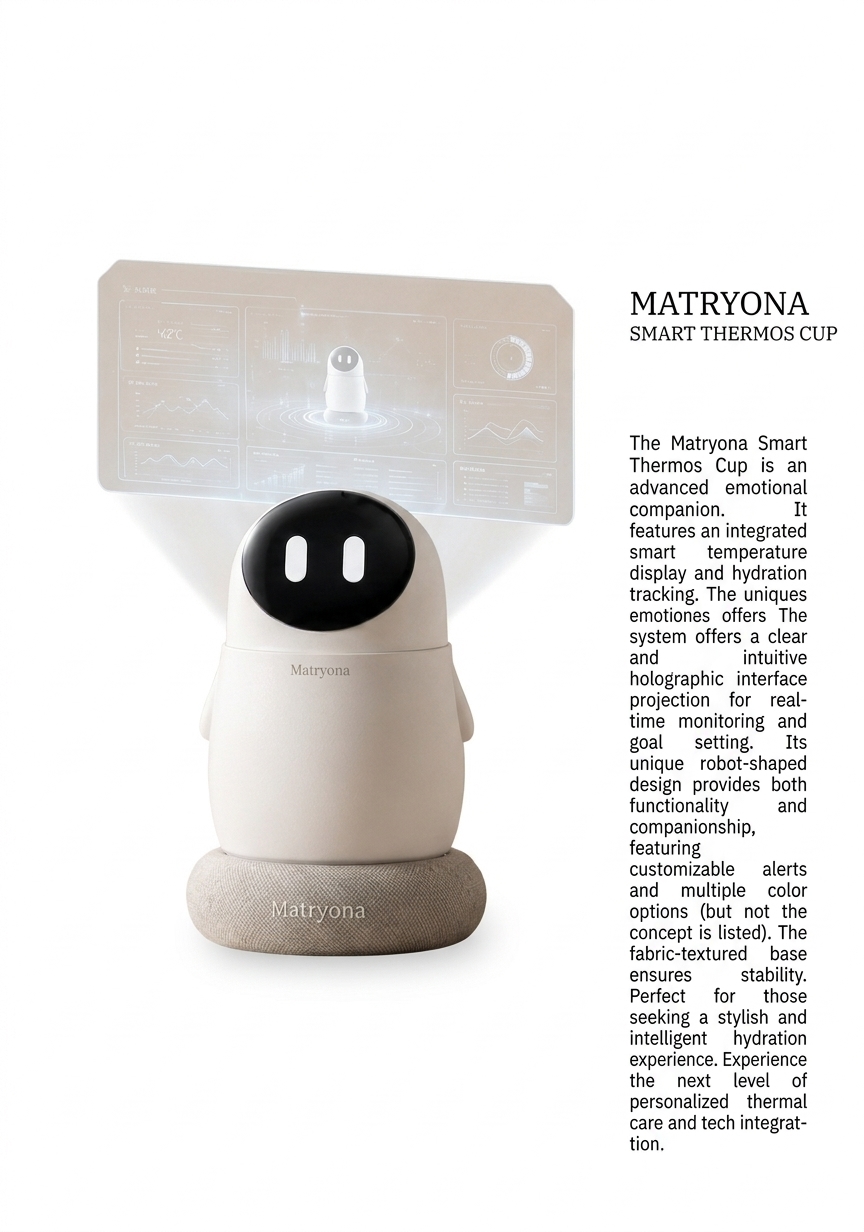 62°C
MATRYONA
SMART THERMOS CUP
The Matryona Smart
Thermos Cup is an
advanced emotional
companion. It
features an integrated
smart temperature
display and hydration
tracking. The uniques
emotiones offers The
system offers a clear
and intuitive
holographic interface
projection for real-
time monitoring and
goal setting. Its
unique robot-shaped
design provides both
functionality and
companionship,
featuring
customizable alerts
and multiple color
options (but not the
concept is listed). The
fabric-textured base
ensures stability.
Perfect for those
seeking a stylish and
intelligent hydration
experience. Experience
the next level of
personalized thermal
care and tech integrat-
tion.
Matryona
Matryona